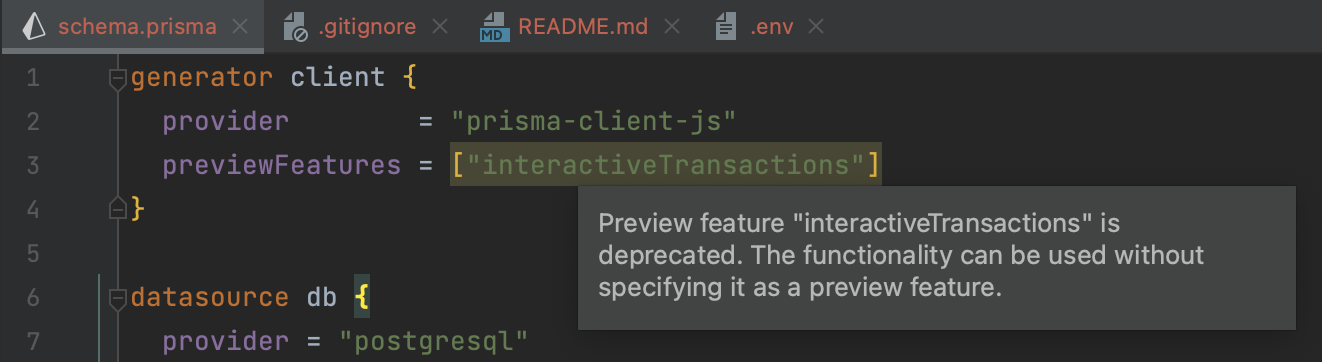 schema.prisma .gitignore MD README.md .env
1 generator client {
2 provider = "prisma-client-js"
3 previewFeatures = ["interactiveTransactions"]
4 }
Preview feature "interactiveTransactions" is
deprecated. The functionality can be used without
specifying it as a preview feature.
5
6 datasource db {
7 provider = "postgresql"